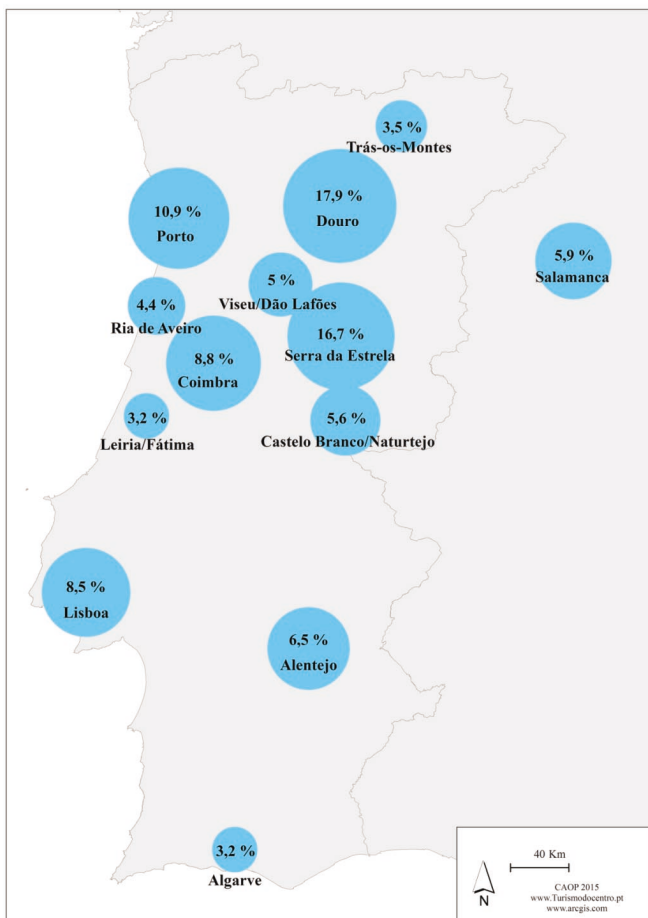 3,5 %
Trás-os-Montes
17,9 %
Douro
10,9 %
Porto
5,9 %
Salamanca
5 %
Viseu/Dão Lafões
4,4 %
Ria de Aveiro
16,7 %
Serra da Estrela
8,8 %
Coimbra
3,2 %
Leiria/Fátima
5,6 %
Castelo Branco/Naturtejo
8,5 %
Lisboa
6,5 %
Alentejo
3,2 %
Algarve
N
40 Km
CAOP 2015
www.Turismodocentro.pt
www.arcgis.com